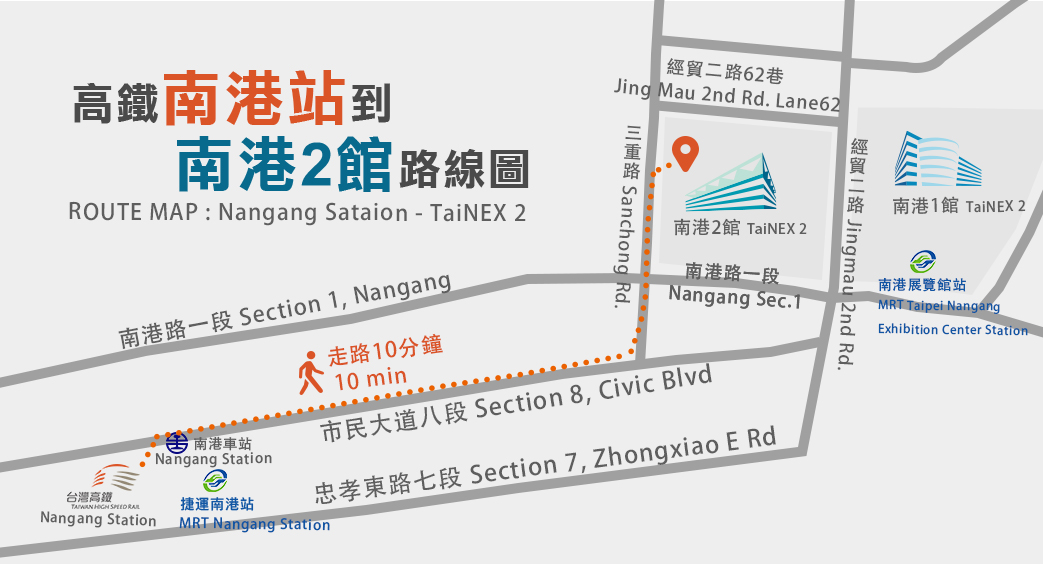 高鐵南港站到
南港2館路線圖
ROUTE MAP : Nangang Sataion - TaiNEX 2
經貿二路62巷
Jing Mau 2nd Rd. Lane62
三重路 Sanchong Rd.
南港2館 TaiNEX 2
經貿二路 Jingmau 2nd Rd.
南港1館 TaiNEX 2
南港路一段
Nangang Sec.1
南港展覽館站
MRT Taipei Nangang
Exhibition Center Station
南港路一段 Section 1, Nangang
走路10分鐘
10 min
市民大道八段 Section 8, Civic Blvd
忠孝東路七段 Section 7, Zhongxiao E Rd
南港車站
Nangang Station
台灣高鐵
TAIWAN HIGH SPEED RAIL
Nangang Station
捷運南港站
MRT Nangang Station